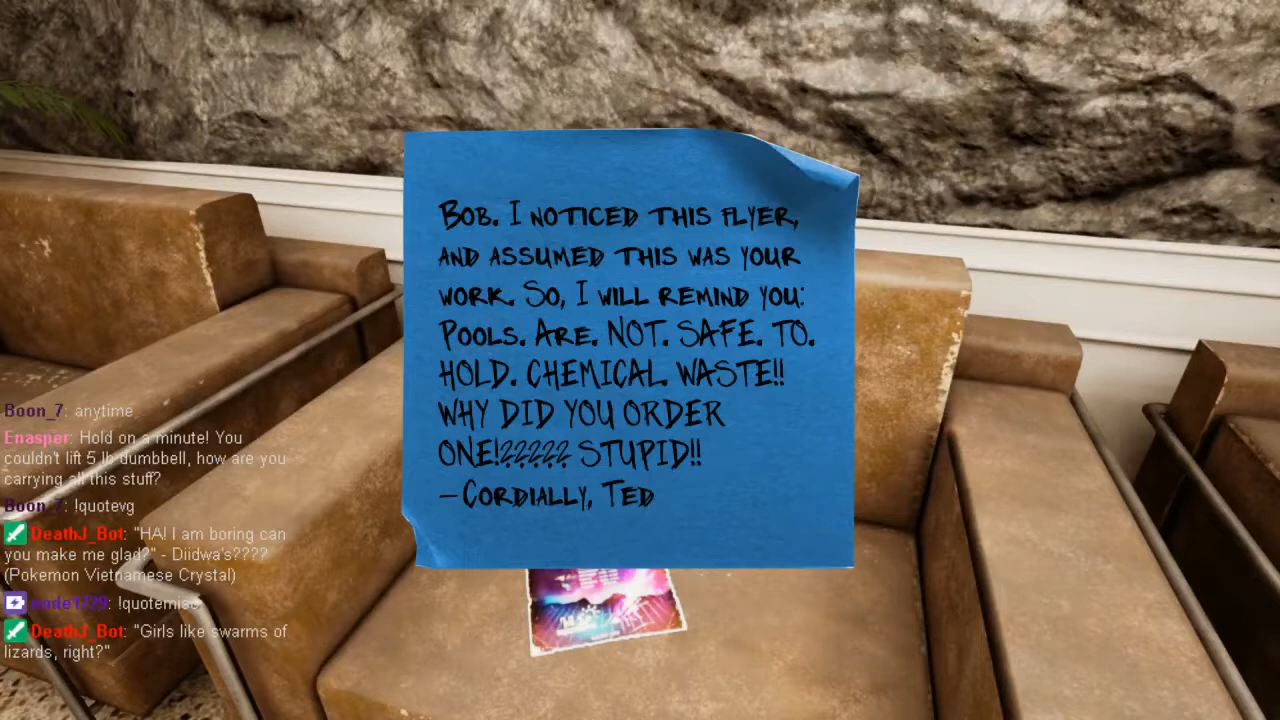 Bob. I noticed this flyer,
and assumed this was your
work. So, I will remind you:
Pools. Are. NOT. SAFE. TO.
HOLD. CHEMICAL. WASTE!!
WHY DID YOU ORDER
ONE!????? STUPID!!
–Cordially, Ted
Boon_7: anytime
Enasper: Hold on a minute! You
couldn't lift 5 lb dumbbell, how are you
carrying all this stuff?
Boon_7: !quotevg
DeathJ_Bot: "HA! I am boring can
you make me glad?" - Diidwa's????
(Pokemon Vietnamese Crystal)
node1729: !quotemisc
DeathJ_Bot: "Girls like swarms of
lizards, right?"